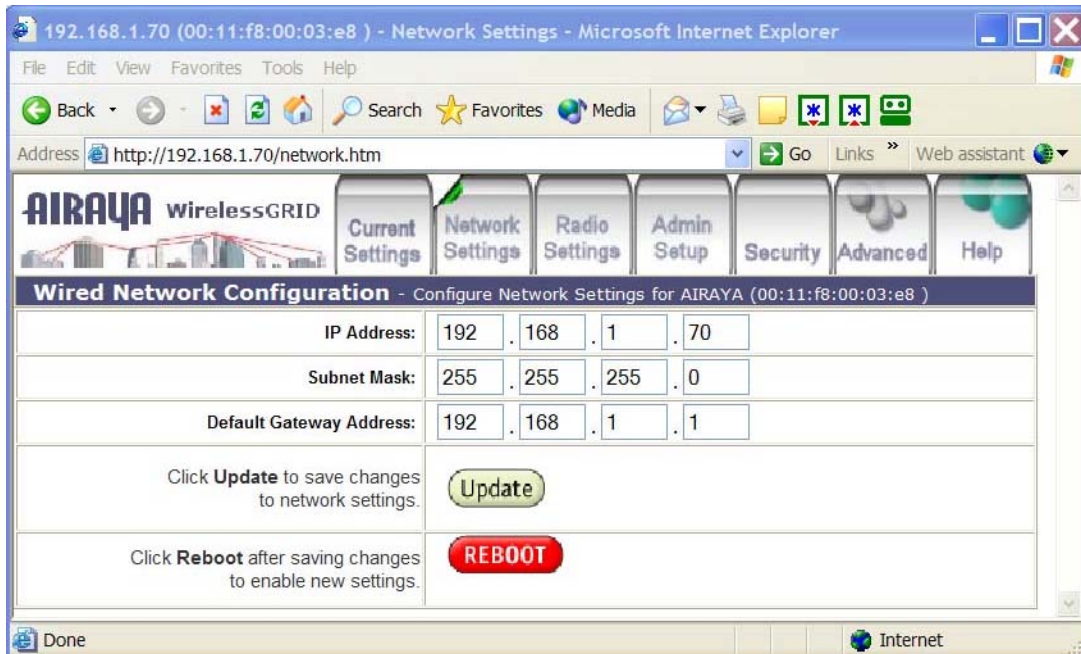 192.168.1.70 (00:11:f8:00:03:e8 ) - Network Settings - Microsoft Internet Explorer
File Edit View Favorites Tools Help
Back Search Favorites Media
Address http://192.168.1.70/network.htm Go Links » Web assistant
AIRAYA WirelessGRID
Current Settings
Network Settings
Radio Settings
Admin Setup
Security
Advanced
Help
Wired Network Configuration - Configure Network Settings for AIRAYA (00:11:f8:00:03:e8 )
IP Address: 192 . 168 . 1 . 70
Subnet Mask: 255 . 255 . 255 . 0
Default Gateway Address: 192 . 168 . 1 . 1
Click Update to save changes
to network settings.
Update
Click Reboot after saving changes
to enable new settings.
REBOOT
Done Internet